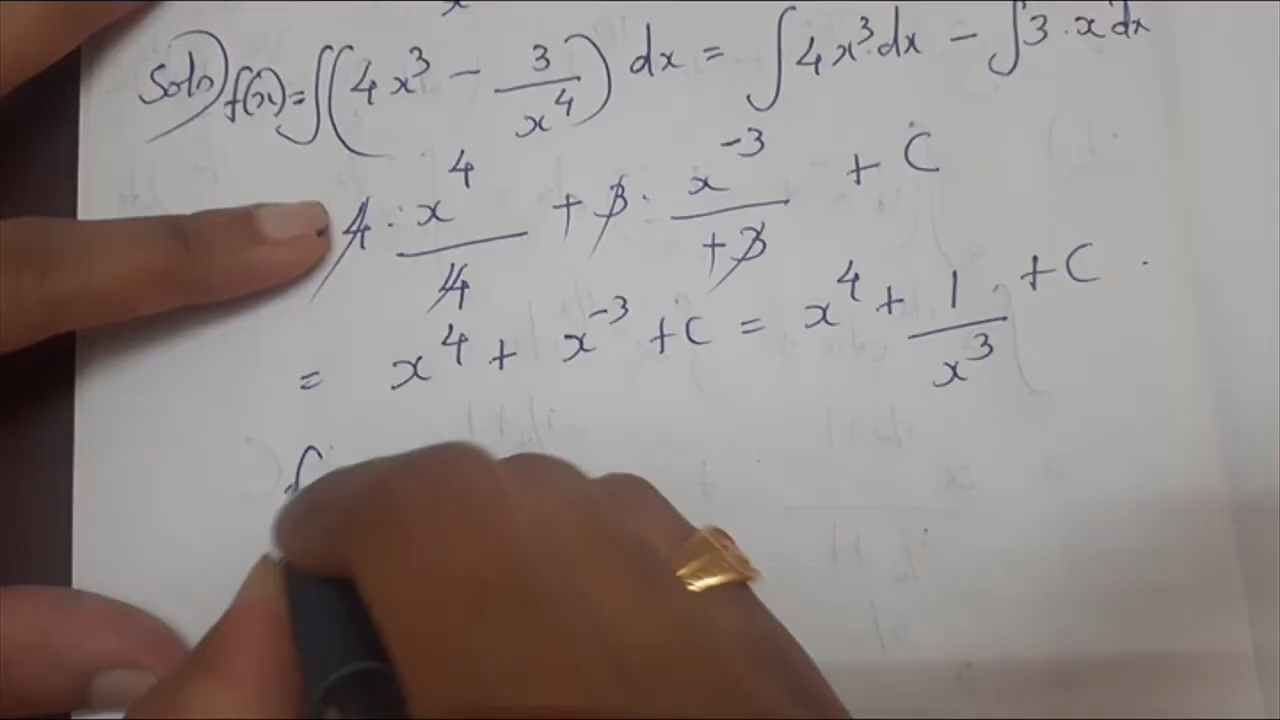 Soln) f(x) = ∫(4x³ - 3/x⁴) dx = ∫4x³dx - ∫3·x dx
4·x⁴/4 + 3·x⁻³/+3 + C
= x⁴ + x⁻³ + C = x⁴ + 1/x³ + C.
f